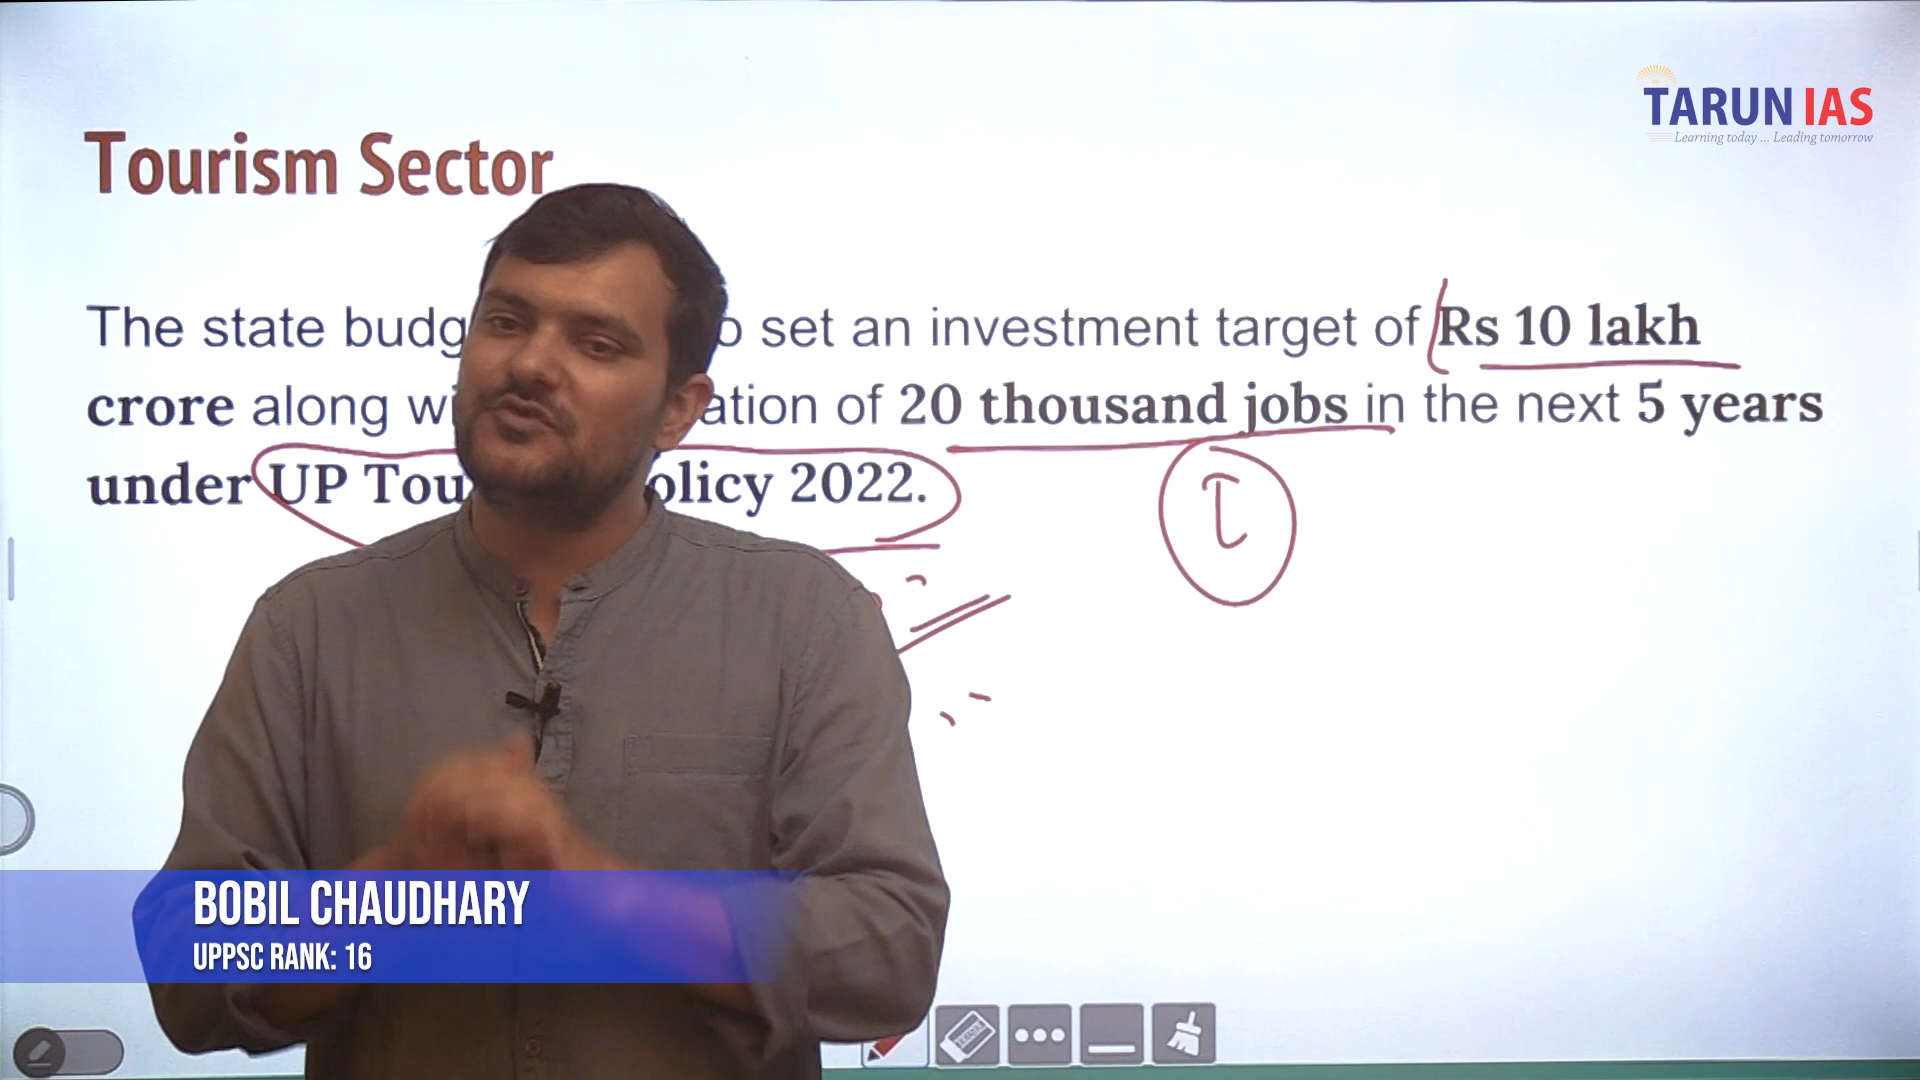 TARUN IAS
Learning today ... Leading tomorrow
Tourism Sector
The state budg o set an investment target of Rs 10 lakh
crore along wi ation of 20 thousand jobs in the next 5 years
under UP Tou olicy 2022.
I
BOBIL CHAUDHARY
UPPSC RANK: 16